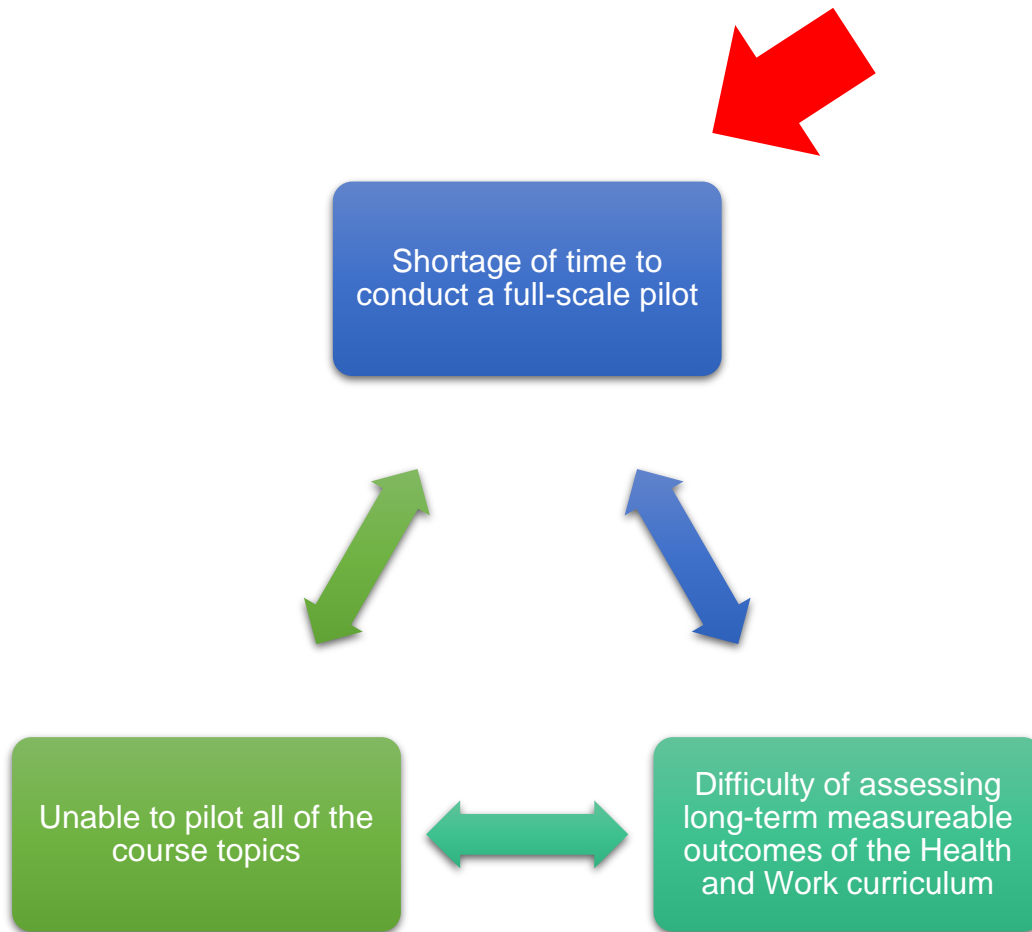 Shortage of time to
conduct a full-scale pilot
Unable to pilot all of the
course topics
Difficulty of assessing
long-term measureable
outcomes of the Health
and Work curriculum